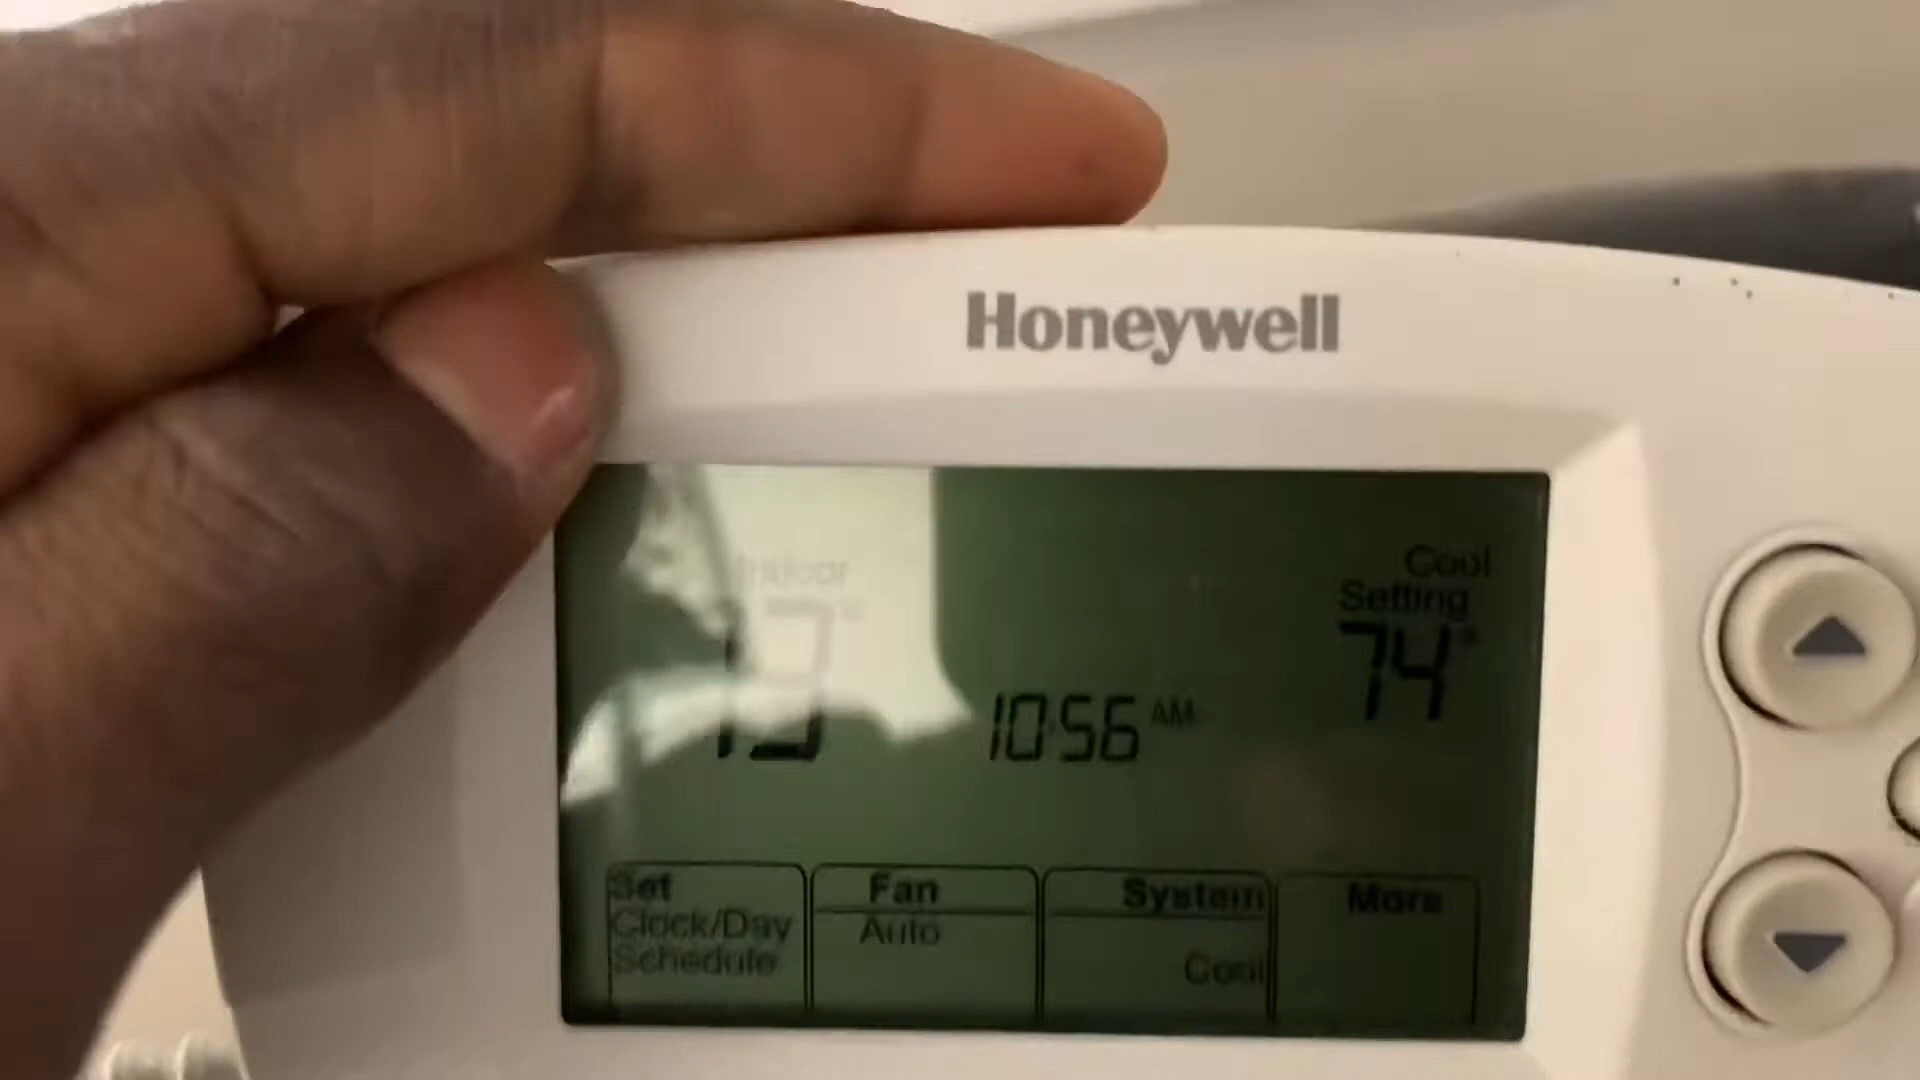 Honeywell
Indoor
Cool
Setting
74°
10:56 AM
Set
Clock/Day
Schedule
Fan
Auto
System
Cool
More